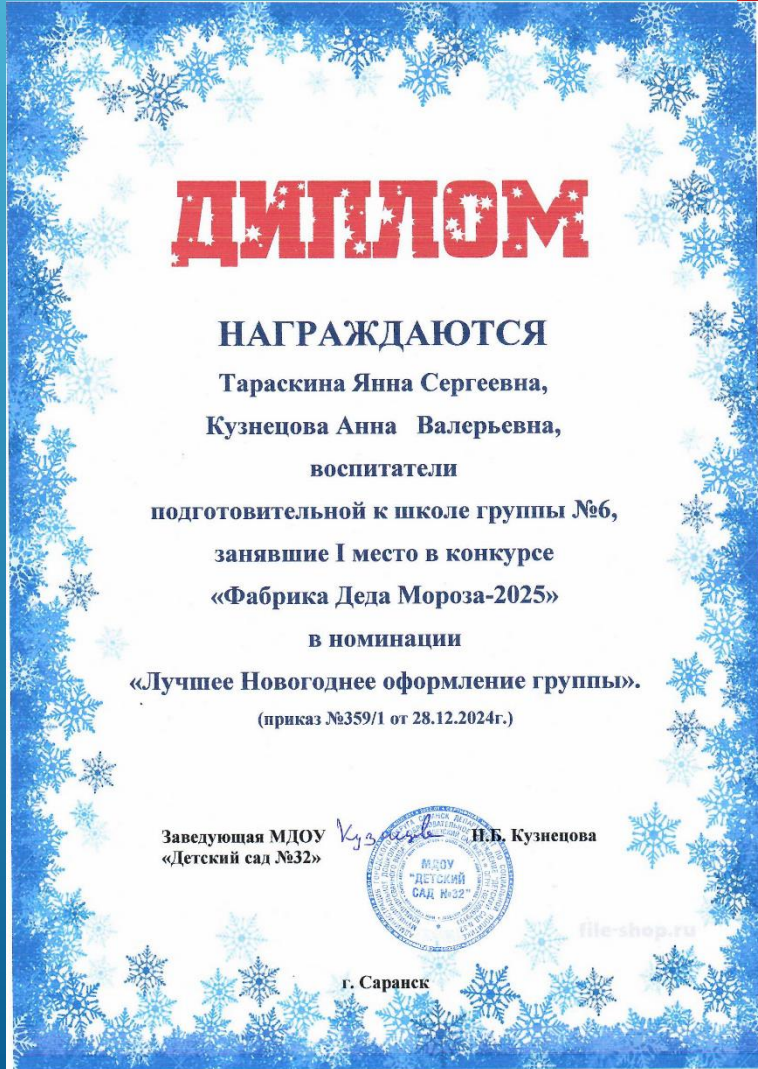 ДИПЛОМ
НАГРАЖДАЮТСЯ
Тараскина Янна Сергеевна,
Кузнецова Анна Валерьевна,
воспитатели
подготовительной к школе группы №6,
занявшие I место в конкурсе
«Фабрика Деда Мороза-2025»
в номинации
«Лучшее Новогоднее оформление группы».
(приказ №359/1 от 28.12.2024г.)
Заведующая МДОУ Кузнецова Н.Б. Кузнецова
«Детский сад №32»
МДОУ
"ДЕТСКИЙ
САД №32"
file-shop.ru
г. Саранск